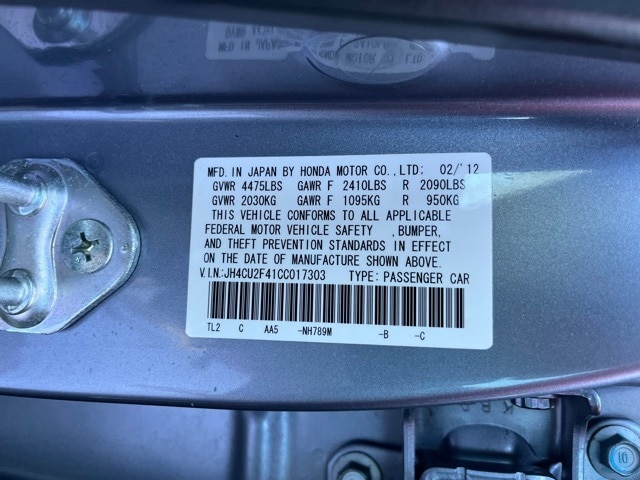 MFD. IN JAPAN BY HONDA MOTOR CO., LTD; 02/'12
GVWR 4475LBS GAWR F 2410LBS R 2090LBS
GVWR 2030KG GAWR F 1095KG R 950KG
THIS VEHICLE CONFORMS TO ALL APPLICABLE
FEDERAL MOTOR VEHICLE SAFETY ,BUMPER,
AND THEFT PREVENTION STANDARDS IN EFFECT
ON THE DATE OF MANUFACTURE SHOWN ABOVE.
V.I.N.:JH4CU2F41CC017303 TYPE: PASSENGER CAR
TL2 C AA5 -NH789M -B -C
10